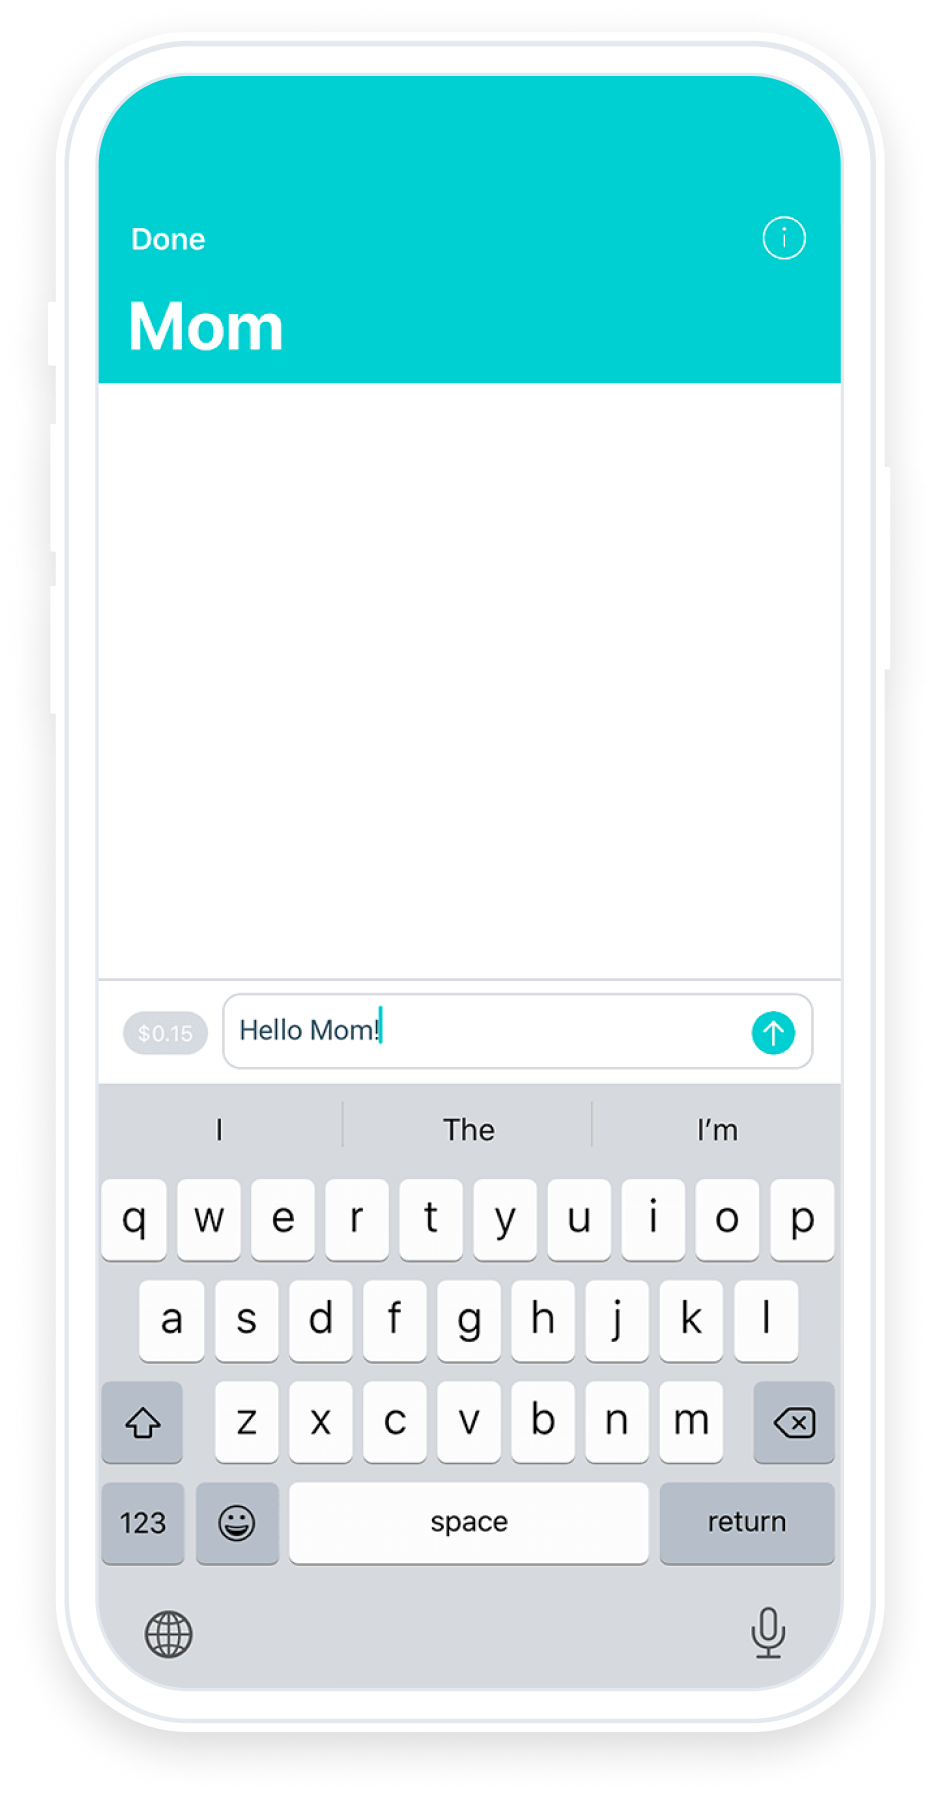 Done
Mom
$0.15 Hello Mom!
I The I’m
q w e r t y u i o p
a s d f g h j k l
z x c v b n m
123 space return